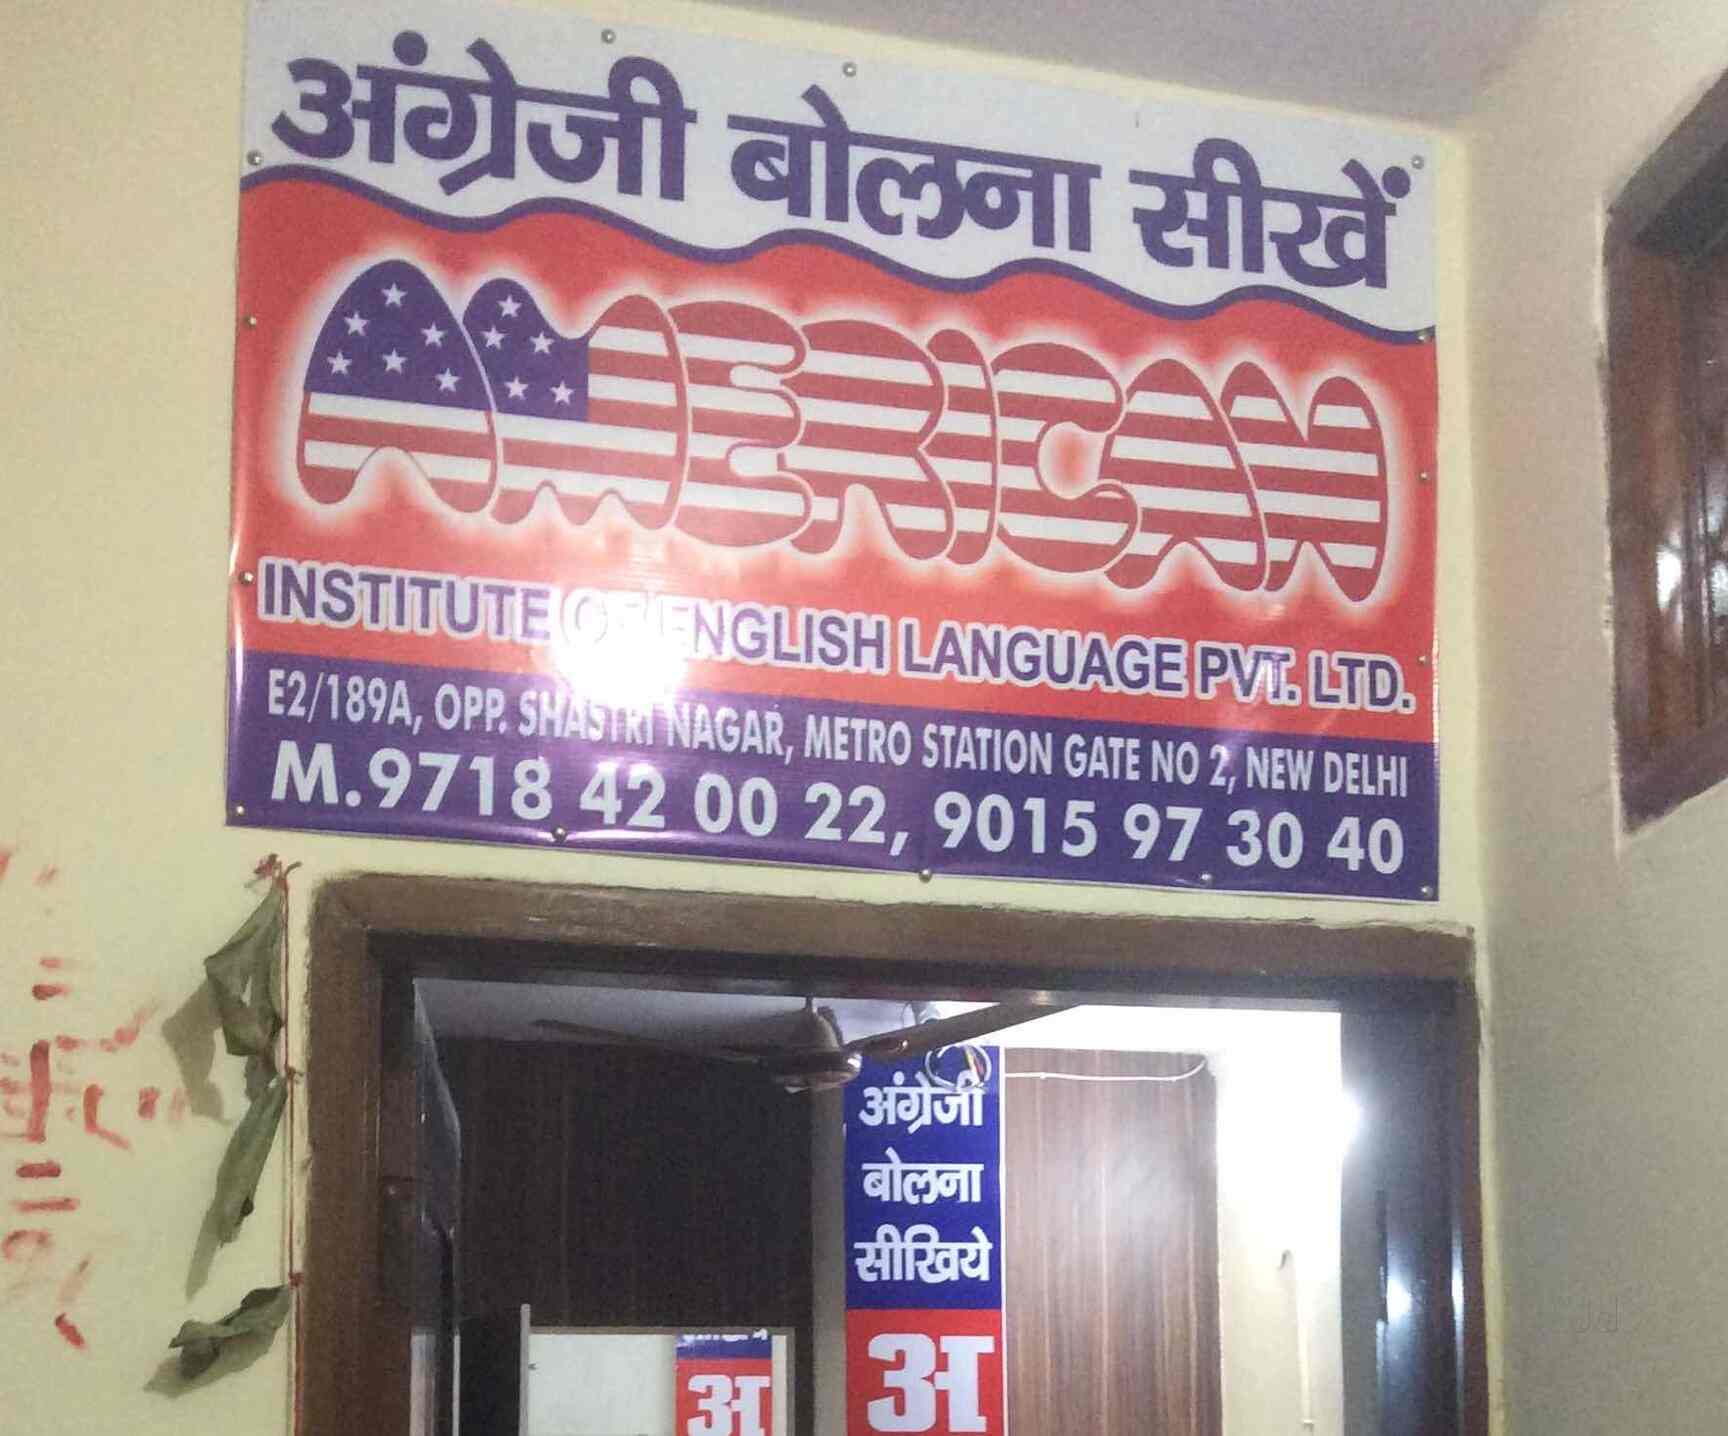 अंग्रेजी बोलना सीखें
AMERICAN
INSTITUTE OF ENGLISH LANGUAGE PVT. LTD.
E2/189A, OPP. SHASTRI NAGAR, METRO STATION GATE NO 2, NEW DELHI
M.9718 42 00 22, 9015 97 30 40
अंग्रेजी
बोलना
सीखिये
अ
अ